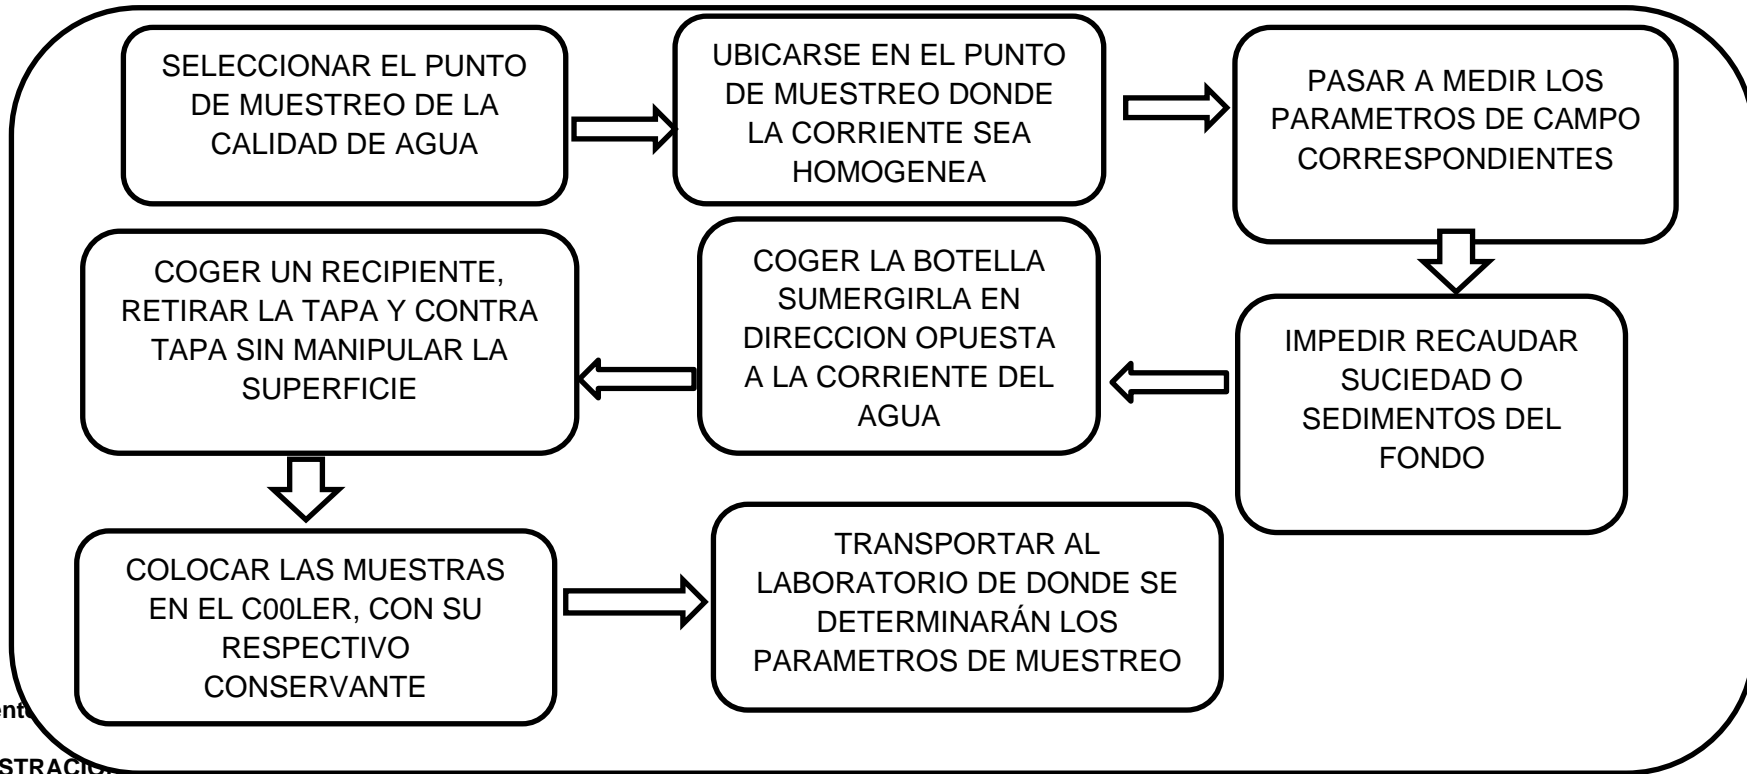 SELECCIONAR EL PUNTO
DE MUESTREO DE LA
CALIDAD DE AGUA
UBICARSE EN EL PUNTO
DE MUESTREO DONDE
LA CORRIENTE SEA
HOMOGENEA
PASAR A MEDIR LOS
PARAMETROS DE CAMPO
CORRESPONDIENTES
IMPEDIR RECAUDAR
SUCIEDAD O
SEDIMENTOS DEL
FONDO
COGER LA BOTELLA
SUMERGIRLA EN
DIRECCION OPUESTA
A LA CORRIENTE DEL
AGUA
COGER UN RECIPIENTE,
RETIRAR LA TAPA Y CONTRA
TAPA SIN MANIPULAR LA
SUPERFICIE
COLOCAR LAS MUESTRAS
EN EL C00LER, CON SU
RESPECTIVO
CONSERVANTE
TRANSPORTAR AL
LABORATORIO DE DONDE SE
DETERMINARÁN LOS
PARAMETROS DE MUESTREO